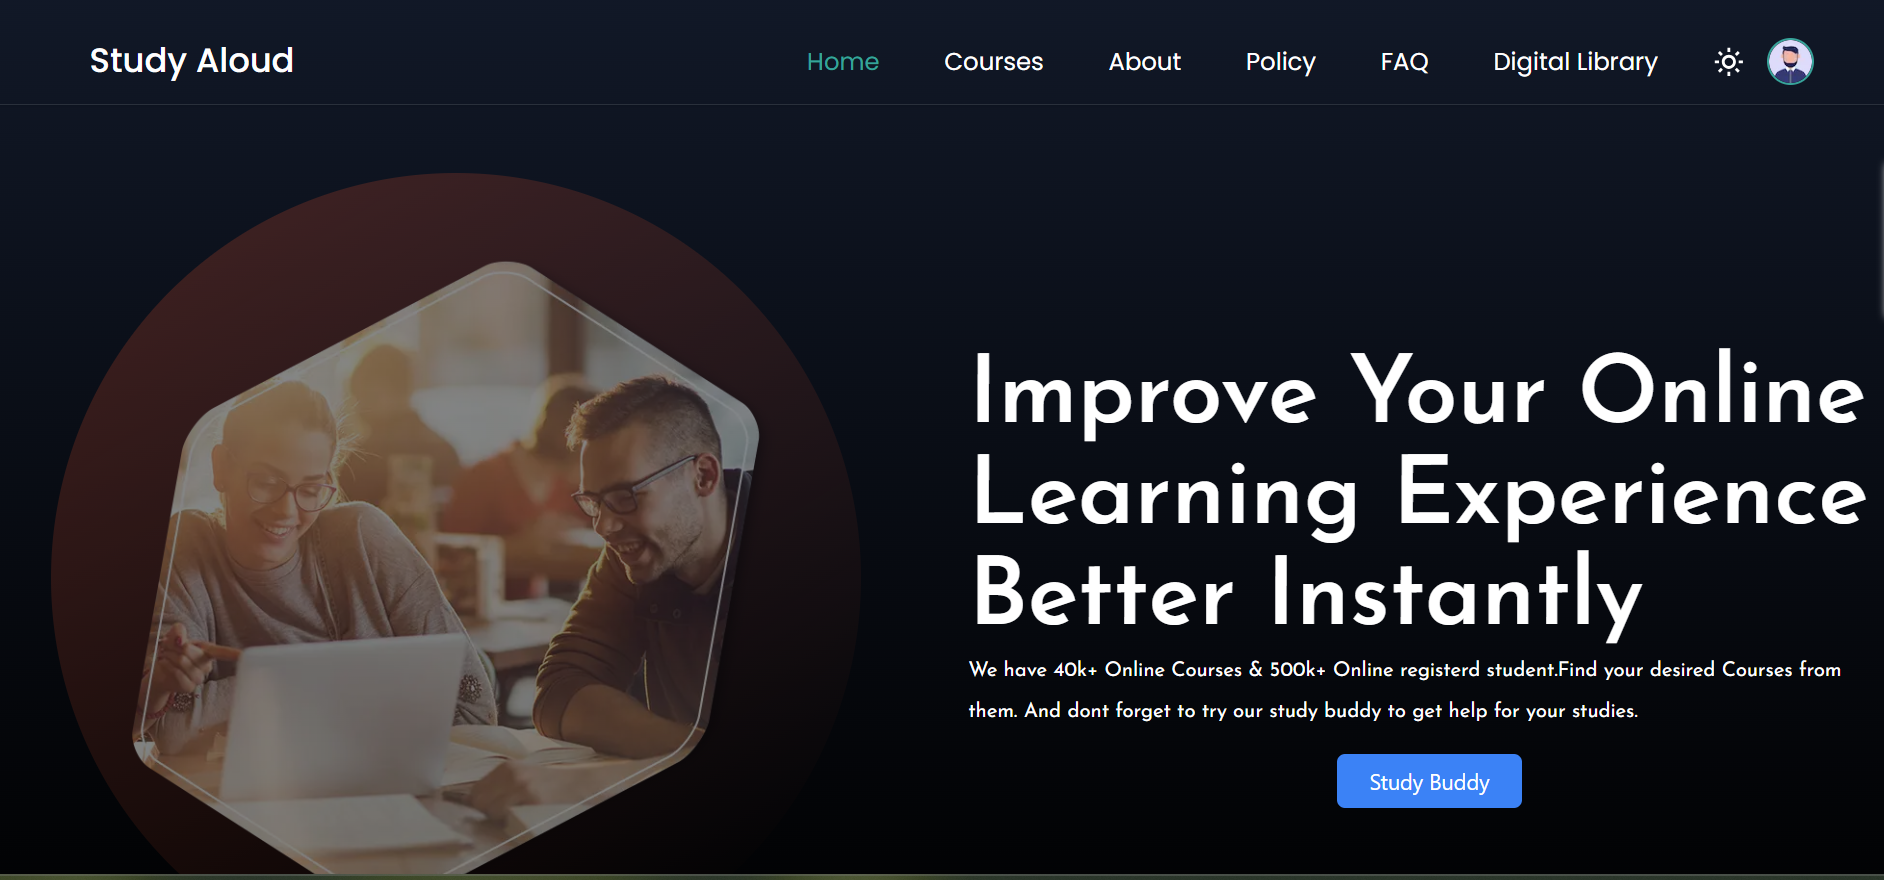 Study Aloud
Home Courses About Policy FAQ Digital Library
Improve Your Online
Learning Experience
Better Instantly
We have 40k+ Online Courses & 500k+ Online registerd student.Find your desired Courses from
them. And dont forget to try our study buddy to get help for your studies.
Study Buddy